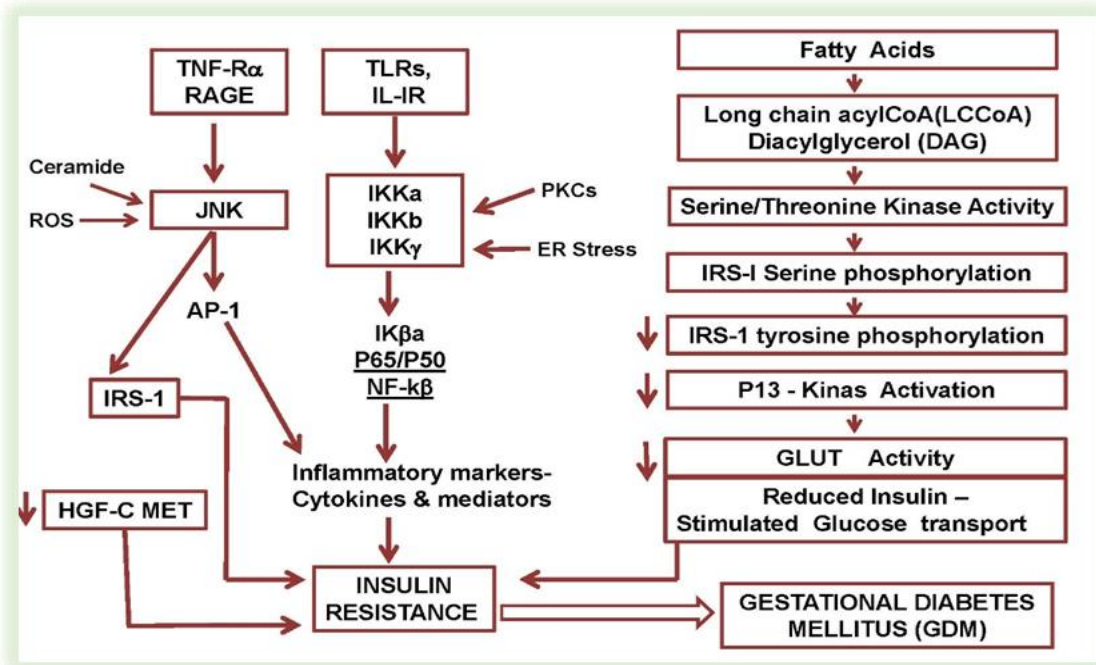 TNF-Rα
RAGE
Ceramide
ROS
JNK
AP-1
IRS-1
HGF-C MET
TLRs,
IL-IR
IKKa
IKKb
IKKγ
PKCs
ER Stress
IKβa
P65/P50
NF-kβ
Inflammatory markers-
Cytokines & mediators
INSULIN
RESISTANCE
Fatty Acids
Long chain acylCoA(LCCoA)
Diacylglycerol (DAG)
Serine/Threonine Kinase Activity
IRS-I Serine phosphorylation
IRS-1 tyrosine phosphorylation
P13 - Kinas Activation
GLUT Activity
Reduced Insulin –
Stimulated Glucose transport
GESTATIONAL DIABETES
MELLITUS (GDM)